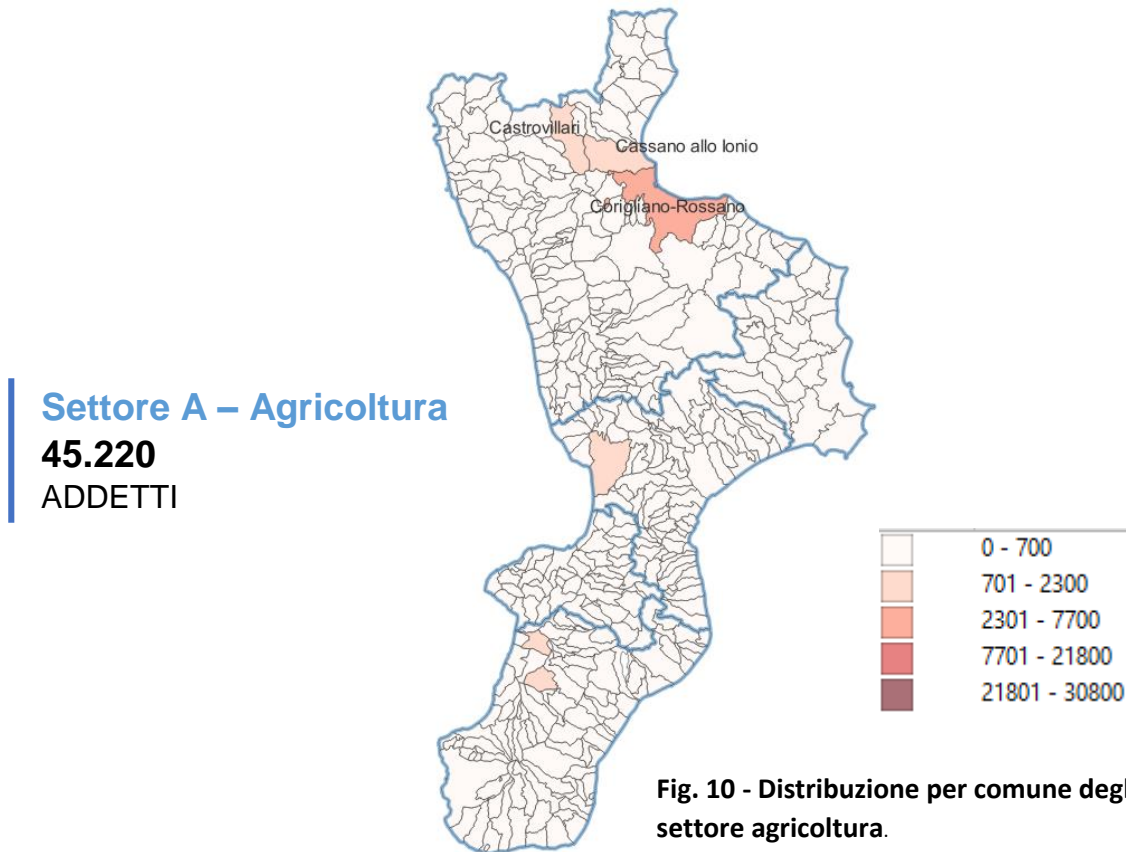 Castrovillari
Cassano allo Ionio
Corigliano-Rossano
Settore A – Agricoltura
45.220
ADDETTI
0 - 700
701 - 2300
2301 - 7700
7701 - 21800
21801 - 30800
Fig. 10 - Distribuzione per comune degl
settore agricoltura.